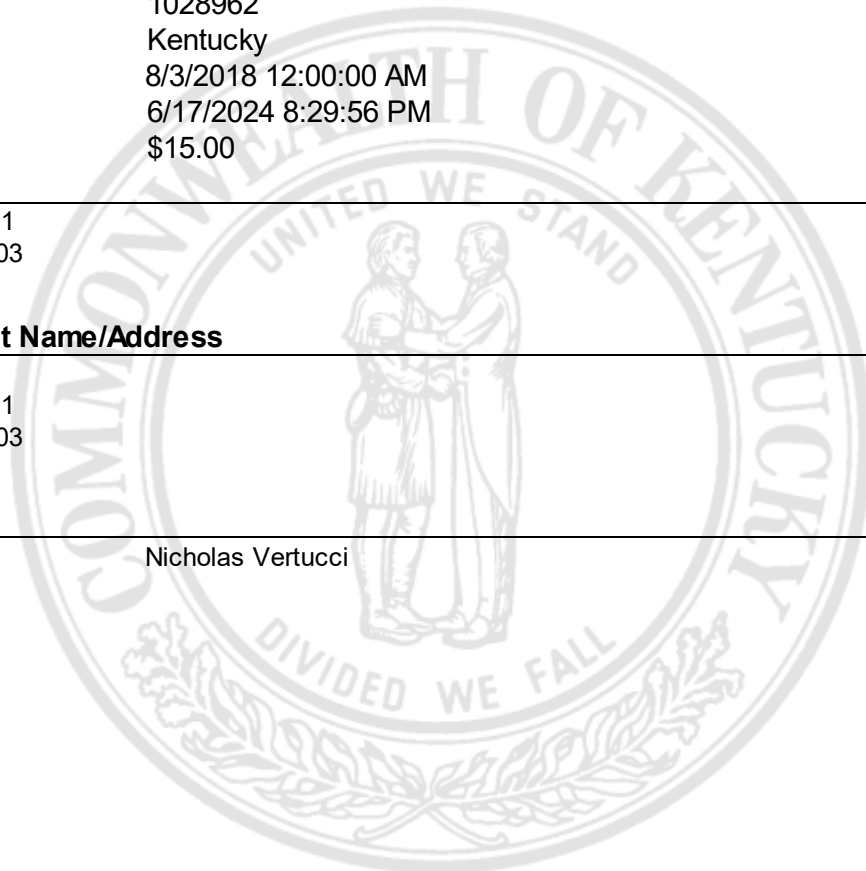 1028962
Kentucky
8/3/2018 12:00:00 AM
6/17/2024 8:29:56 PM
$15.00
1
03
t Name/Address
1
03
Nicholas Vertucci
COMMONWEALTH OF KENTUCKY
UNITED WE STAND
DIVIDED WE FALL